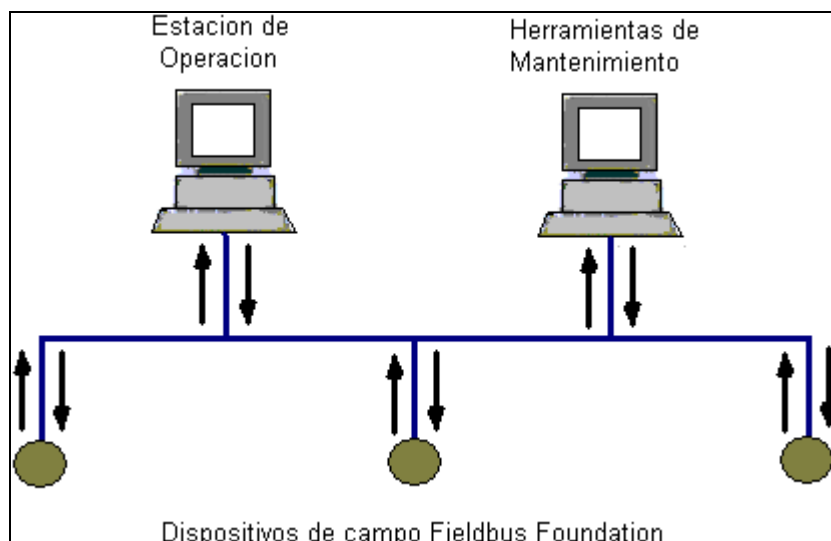 Estacion de
Operacion
Herramientas de
Mantenimiento
Dispositivos de campo Fieldbus Foundation